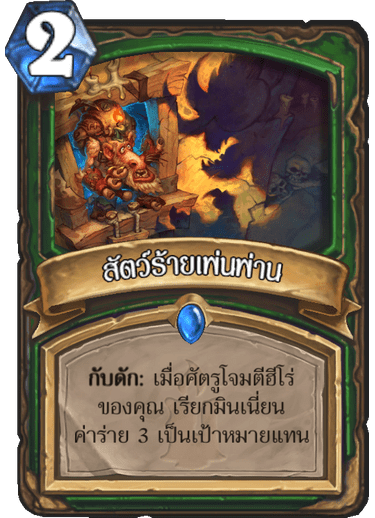 2
สัตว์ร้ายเพ่นพ่าน
กับดัก: เมื่อศัตรูโจมตีฮีโร่
ของคุณ เรียกมินเนี่ยน
ค่าร่าย 3 เป็นเป้าหมายแทน